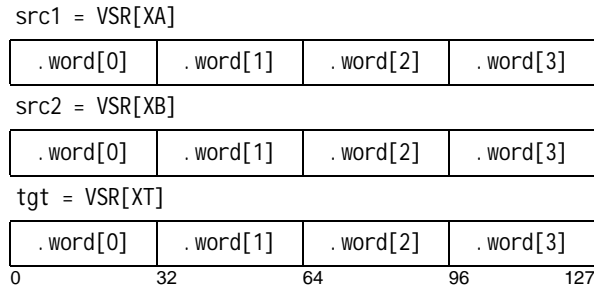 src1 = VSR[XA]
.word[0] .word[1] .word[2] .word[3]
src2 = VSR[XB]
.word[0] .word[1] .word[2] .word[3]
tgt = VSR[XT]
.word[0] .word[1] .word[2] .word[3]
0 32 64 96 127